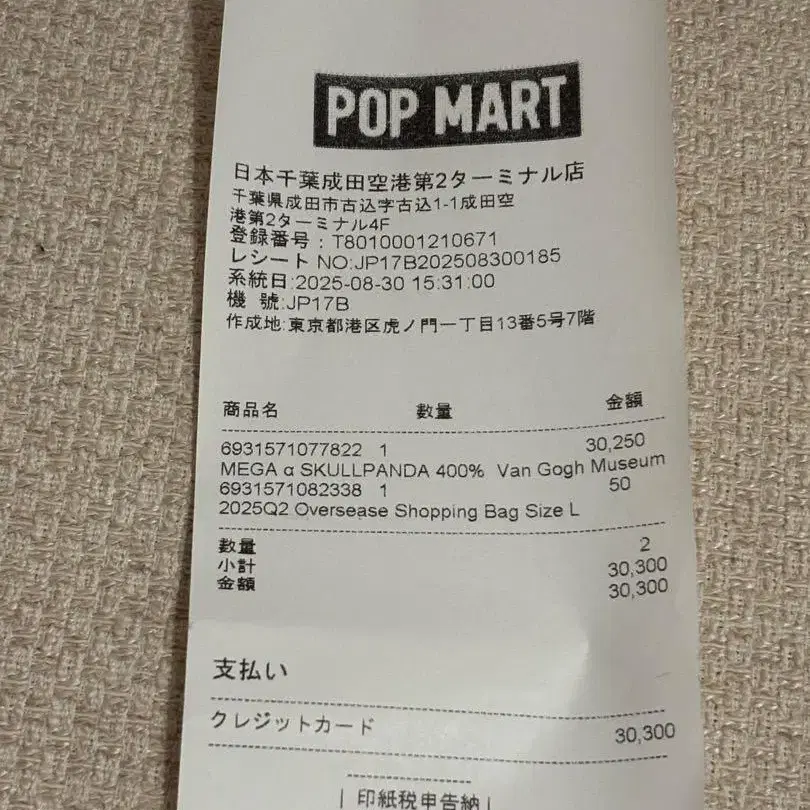 POP MART
日本千葉成田空港第2ターミナル店
千葉県成田市古込字古込1-1成田空
港第2ターミナル4F
登録番号：T8010001210671
レシート NO:JP17B202508300185
系統日:2025-08-30 15:31:00
機 號:JP17B
作成地:東京都港区虎ノ門一丁目13番5号7階
商品名 數量 金額
6931571077822 1 30,250
MEGA α SKULLPANDA 400% Van Gogh Museum
6931571082338 1 50
2025Q2 Oversease Shopping Bag Size L
數量 2
小計 30,300
金額 30,300
支払い
クレジットカード 30,300
印紙税申告納